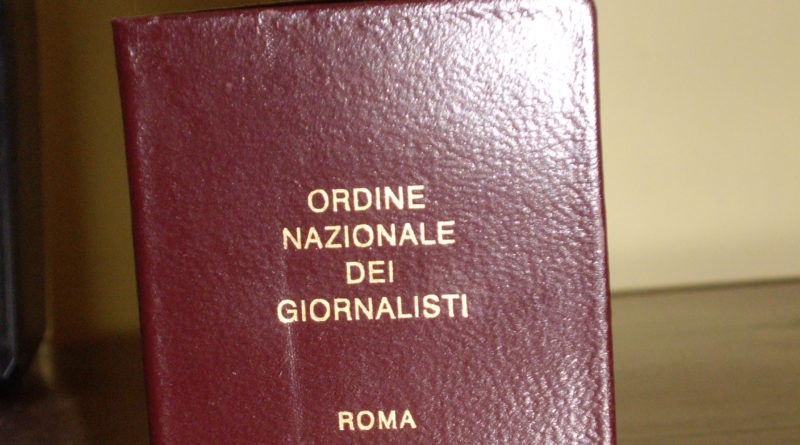 ORDINE
NAZIONALE
DEI
GIORNALISTI
ROMA